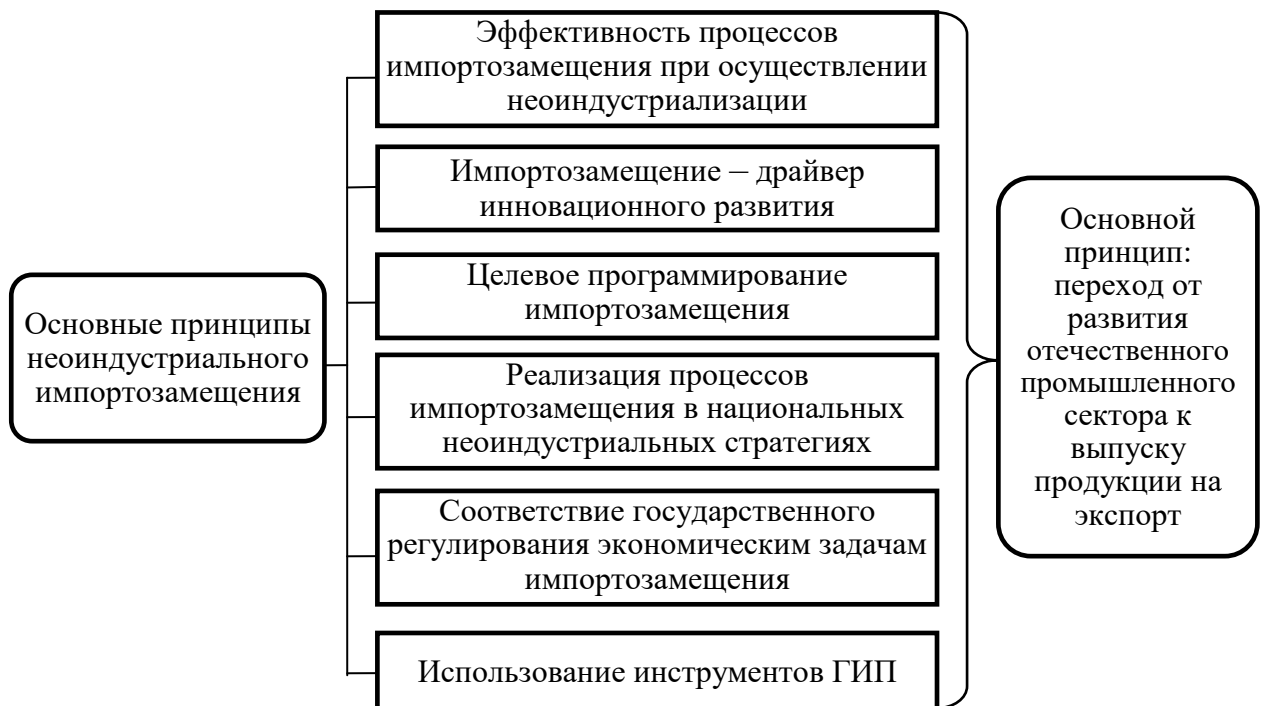 Основные принципы
неоиндустриального
импортозамещения
Эффективность процессов
импортозамещения при осуществлении
неоиндустриализации
Импортозамещение – драйвер
инновационного развития
Целевое программирование
импортозамещения
Реализация процессов
импортозамещения в национальных
неоиндустриальных стратегиях
Соответствие государственного
регулирования экономическим задачам
импортозамещения
Использование инструментов ГИП
Основной
принцип:
переход от
развития
отечественного
промышленного
сектора к
выпуску
продукции на
экспорт